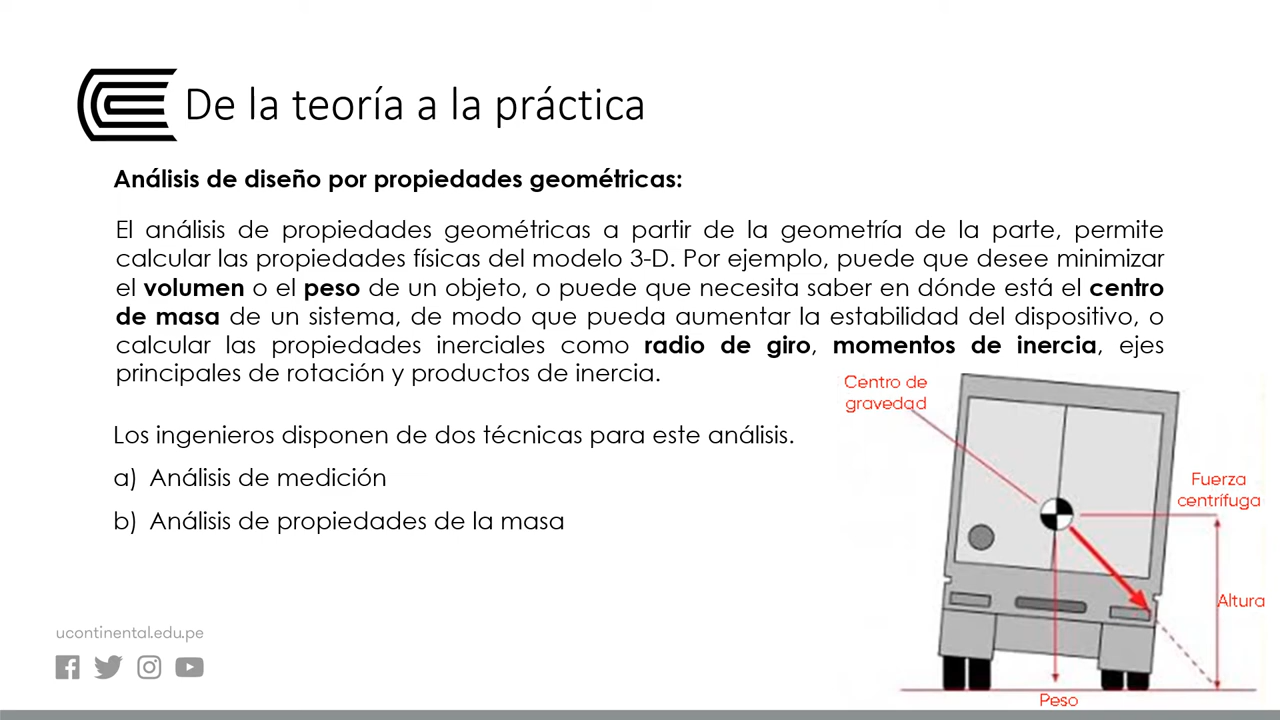 De la teoría a la práctica
Análisis de diseño por propiedades geométricas:
El análisis de propiedades geométricas a partir de la geometría de la parte, permite
calcular las propiedades físicas del modelo 3-D. Por ejemplo, puede que desee minimizar
el volumen o el peso de un objeto, o puede que necesita saber en dónde está el centro
de masa de un sistema, de modo que pueda aumentar la estabilidad del dispositivo, o
calcular las propiedades inerciales como radio de giro, momentos de inercia, ejes
principales de rotación y productos de inercia.
Los ingenieros disponen de dos técnicas para este análisis.
a) Análisis de medición
b) Análisis de propiedades de la masa
Centro de
gravedad
Fuerza
centrífuga
Altura
Peso
ucontinental.edu.pe